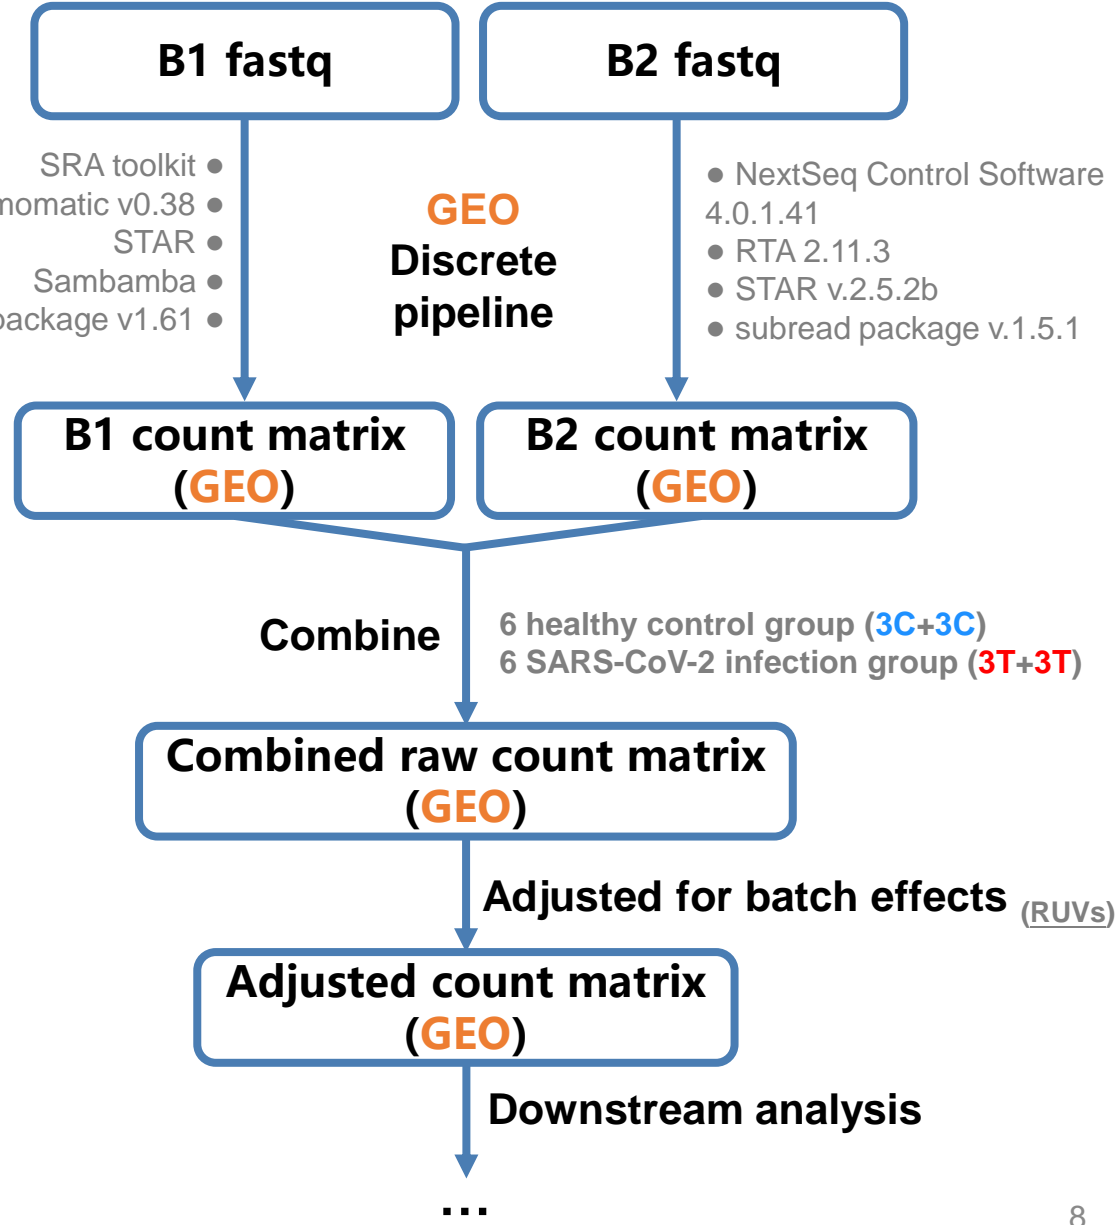 B1 fastq
B2 fastq
SRA toolkit ●
momatic v0.38 ●
STAR ●
Sambamba ●
package v1.61 ●
GEO
Discrete
pipeline
● NextSeq Control Software
4.0.1.41
● RTA 2.11.3
● STAR v.2.5.2b
● subread package v.1.5.1
B1 count matrix
(GEO)
B2 count matrix
(GEO)
Combine
6 healthy control group (3C+3C)
6 SARS-CoV-2 infection group (3T+3T)
Combined raw count matrix
(GEO)
Adjusted for batch effects (RUVs)
Adjusted count matrix
(GEO)
Downstream analysis
...
8